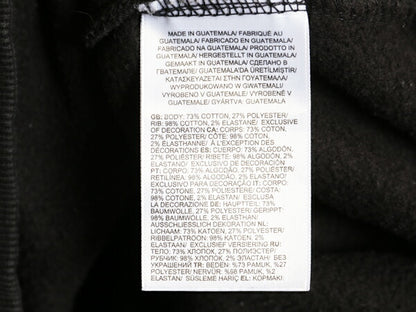 MADE IN GUATEMALA/ FABRIQUÉ AU
GUATEMALA/ FABRICADO EN GUATEMALA/
FABRICADO NA GUATEMALA/ PRODOTTO IN
GUATEMALA/ HERGESTELLT IN GUATEMALA/
GEMAAKT IN GUATEMALA/ СДЕЛАНО В
ГВАТЕМАЛЕ/ GUATEMALA'DA ÜRETİLMİŞTİR/
ΚΑΤΑΣΚΕΥΑΖΕΤΑΙ ΣΤΗΝ ΓΟΥΑΤΕΜΑΛΑ/
WYPRODUKOWANO W GWATEMALI/
VYROBENO V GUATEMALE/ VYROBENÉ V
GUATEMALE/ GYÁRTVA: GUATEMALA
GB: BODY: 73% COTTON, 27% POLYESTER/
RIB: 98% COTTON, 2% ELASTANE/ EXCLUSIVE
OF DECORATION CA: CORPS: 73% COTON,
27% POLYESTER/ CÔTE: 98% COTON,
2% ÉLASTHANNE/ À L'EXCEPTION DES
DÉCORATIONS ES: CUERPO: 73% ALGODÓN,
27% POLIÉSTER/ RIBETE: 98% ALGODÓN,
2% ELASTANO/ EXCLUSIVO DE DECORACIÓN
PT: CORPO: 73% ALGODÃO, 27% POLIÉSTER/
RETILÍNEA: 98% ALGODÃO, 2% ELASTANO/
EXCLUSIVO PARA DECORAÇÃO IT: CORPO:
73% COTONE, 27% POLIESTERE/ COSTA:
98% COTONE, 2% ELASTAN/ ESCLUSA
LA DECORAZIONE DE: HAUPTTEIL: 73%
BAUMWOLLE, 27% POLYESTER/ GERIPPT:
98% BAUMWOLLE, 2% ELASTHAN/
AUSSCHLIESSLICH DEKORATION NL:
LICHAAM: 73% KATOEN, 27% POLYESTER/
RIBBELPATROON: 98% KATOEN, 2%
ELASTAAN/ EXCLUSIEF VERSIERING RU:
ТЕЛО: 73% ХЛОПОК, 27% ПОЛИЭСТЕР/
РУБЧИК: 98% ХЛОПОК, 2% ЭЛАСТАН/ БЕЗ
УКРАШЕНИЙ TR: BEDEN: %73 PAMUK, %27
POLYESTER/ NERVÜR: %98 PAMUK, %2
ELASTAN/ SÜSLEME HARİÇ EL: ΚΟΡΜΑΚΙ: